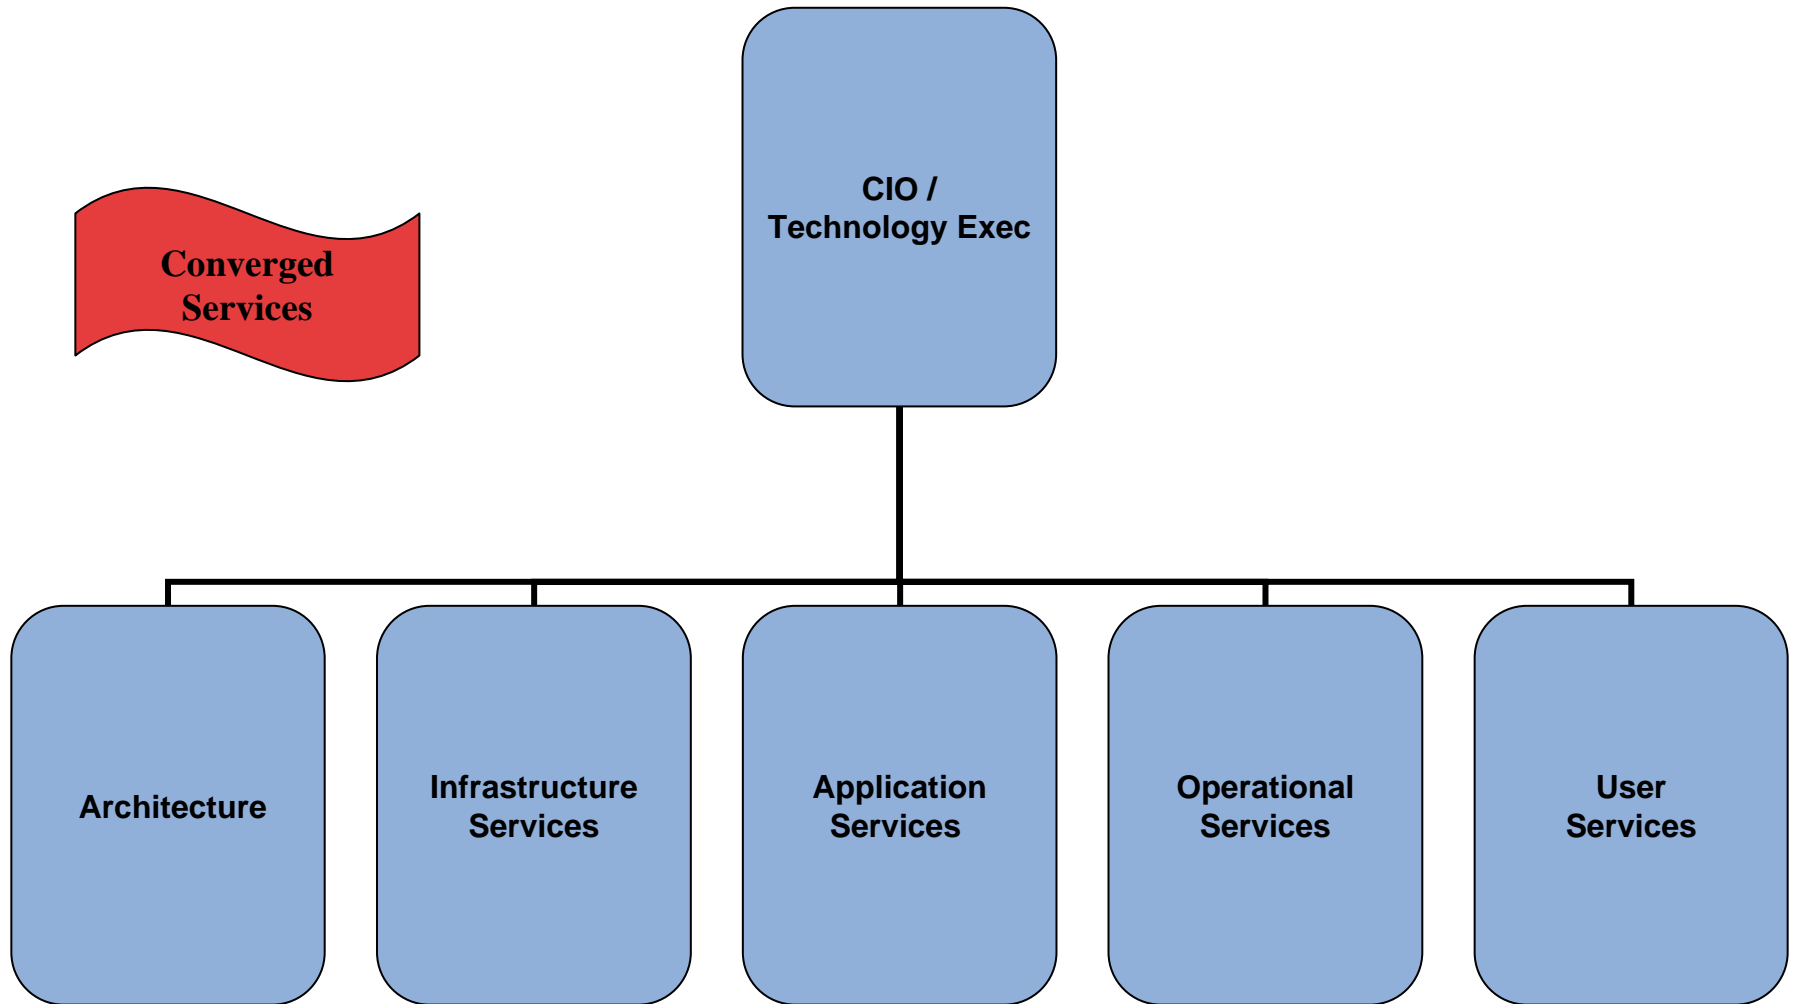 CIO /
Technology Exec
Converged
Services
Architecture
Infrastructure
Services
Application
Services
Operational
Services
User
Services